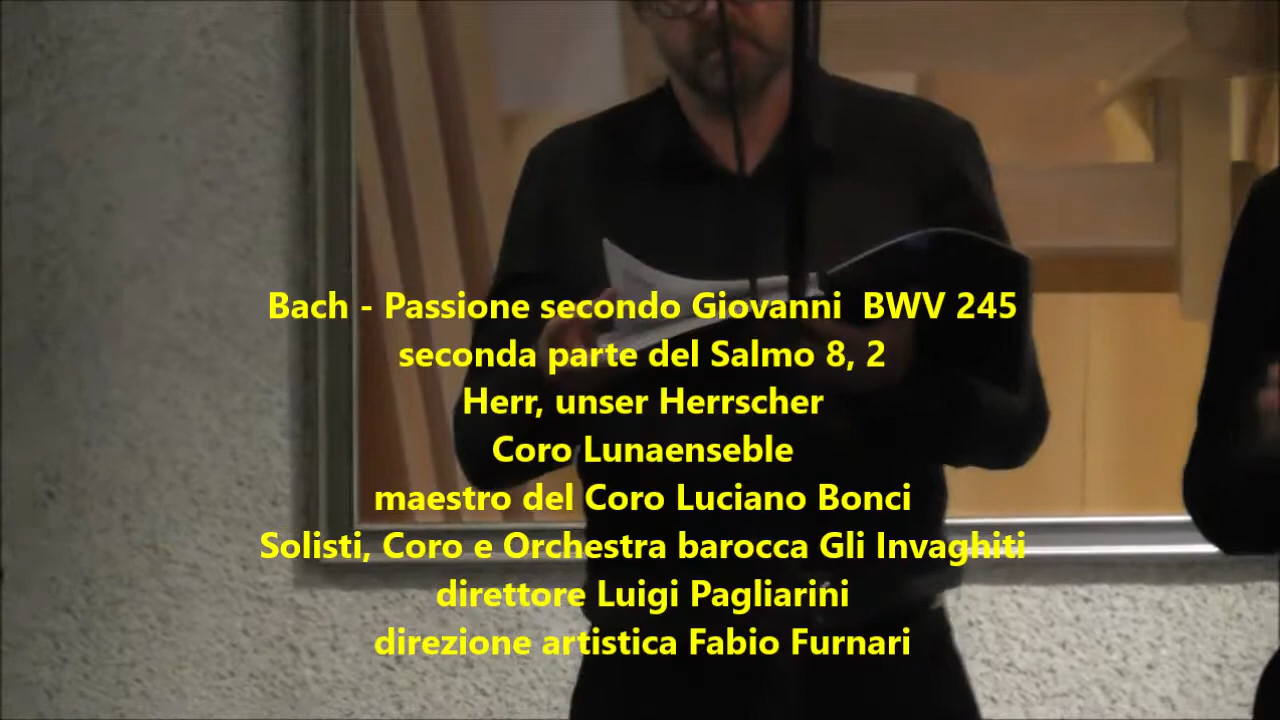 Bach - Passione secondo Giovanni  BWV 245
seconda parte del Salmo 8, 2
Herr, unser Herrscher
Coro Lunaenseble
maestro del Coro Luciano Bonci
Solisti, Coro e Orchestra barocca Gli Invaghiti
direttore Luigi Pagliarini
direzione artistica Fabio Furnari